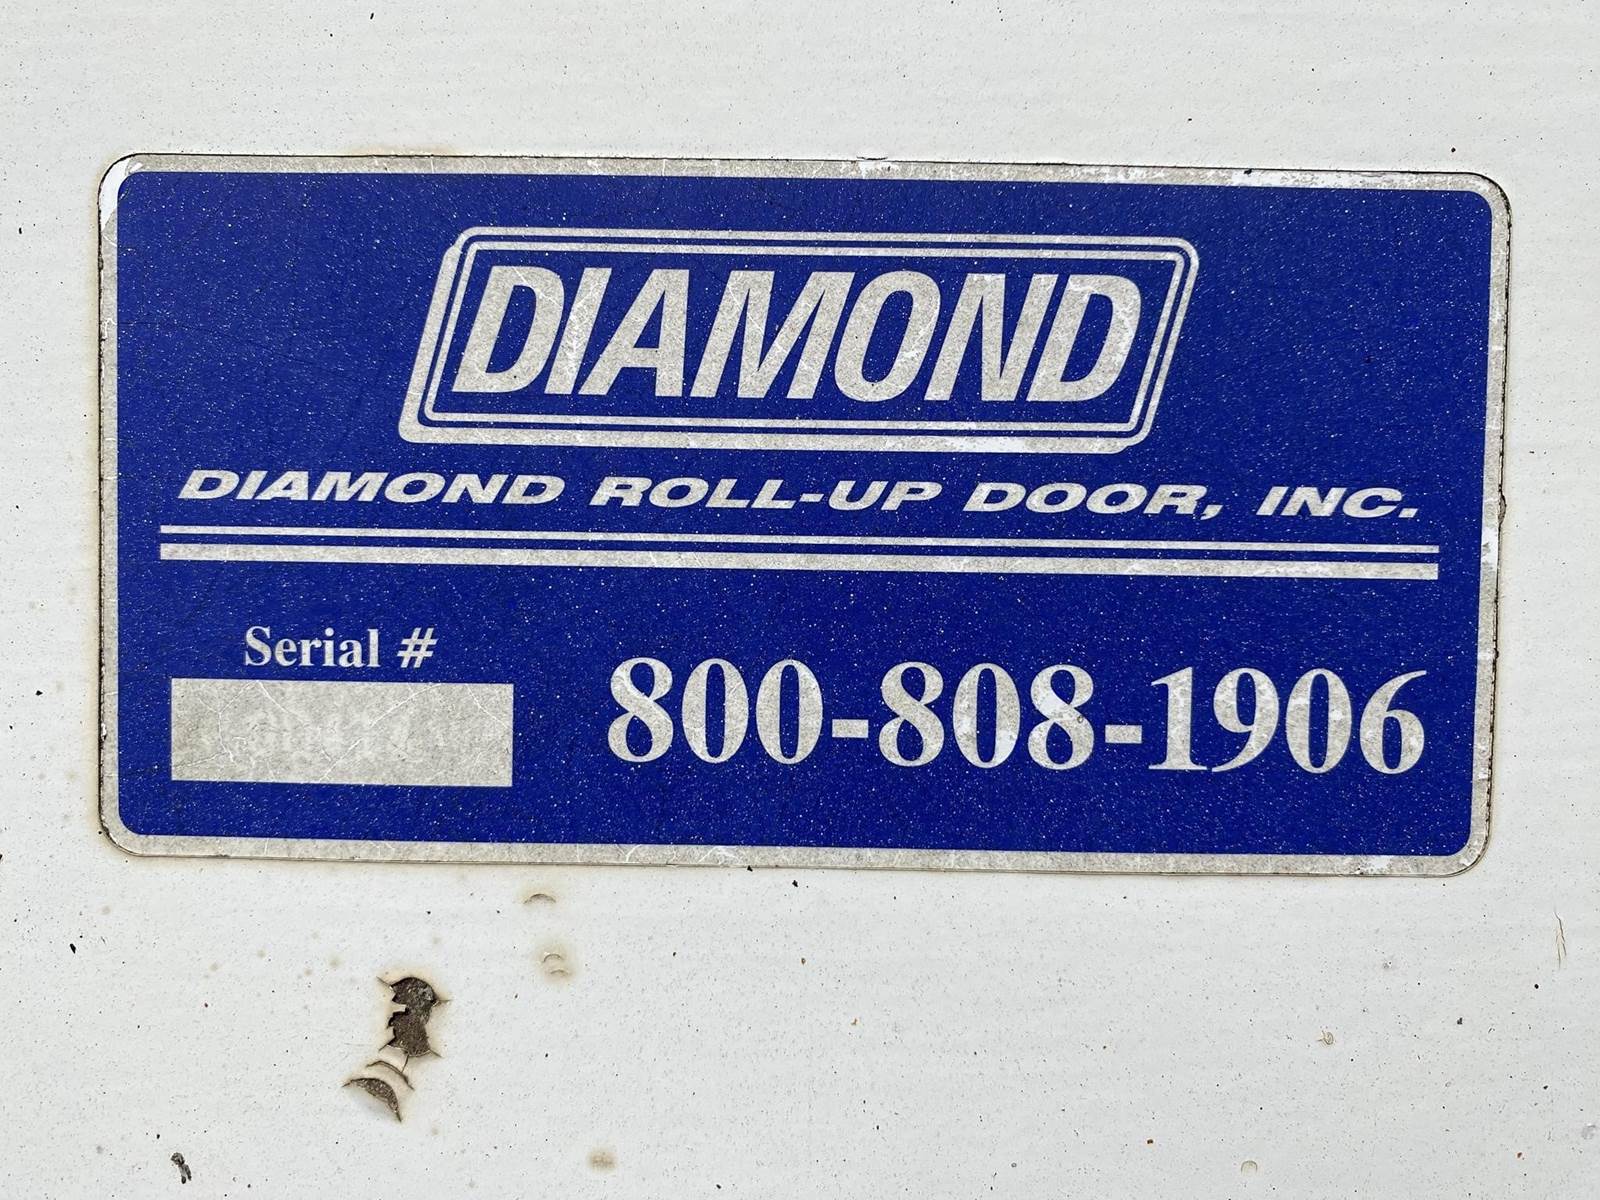 DIAMOND
DIAMOND ROLL-UP DOOR, INC.
Serial #
800-808-1906